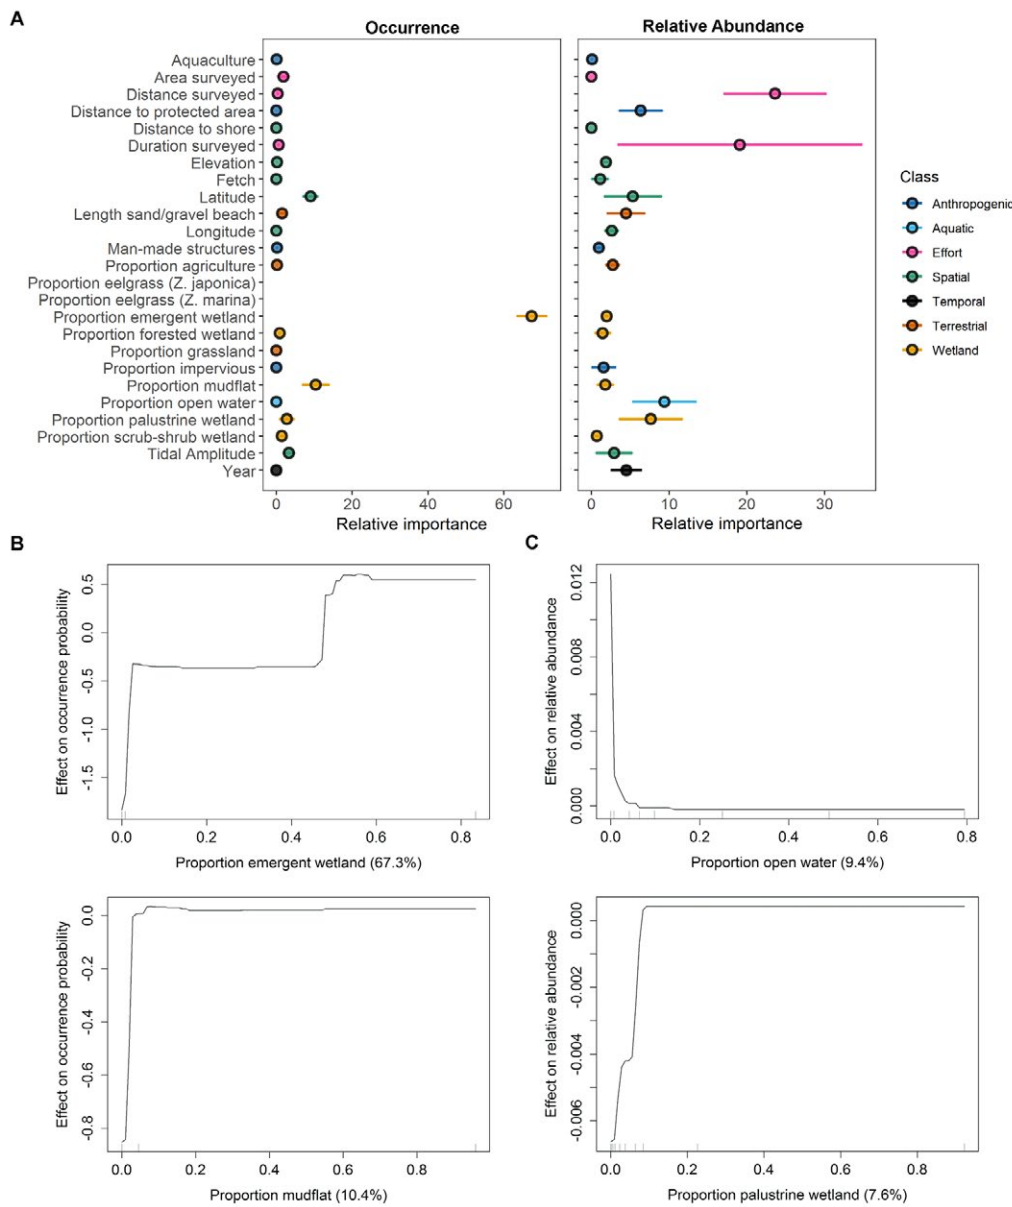 A
Occurrence
Relative Abundance
Aquaculture
Area surveyed
Distance surveyed
Distance to protected area
Distance to shore
Duration surveyed
Elevation
Fetch
Latitude
Length sand/gravel beach
Longitude
Man-made structures
Proportion agriculture
Proportion eelgrass (Z. japonica)
Proportion eelgrass (Z. marina)
Proportion emergent wetland
Proportion forested wetland
Proportion grassland
Proportion impervious
Proportion mudflat
Proportion open water
Proportion palustrine wetland
Proportion scrub-shrub wetland
Tidal Amplitude
Year
0 20 40 60
Relative importance
0 10 20 30
Relative importance
Class
Anthropogenic
Aquatic
Effort
Spatial
Temporal
Terrestrial
Wetland
B
Effect on occurrence probability
0.5
0.0
-0.5
-1.0
-1.5
0.0 0.2 0.4 0.6 0.8
Proportion emergent wetland (67.3%)
C
Effect on relative abundance
0.012
0.008
0.004
0.000
0.0 0.2 0.4 0.6 0.8
Proportion open water (9.4%)
Effect on occurrence probability
0.0
-0.2
-0.4
-0.6
-0.8
0.0 0.2 0.4 0.6 0.8
Proportion mudflat (10.4%)
Effect on relative abundance
0.000
-0.002
-0.004
-0.006
0.0 0.2 0.4 0.6 0.8
Proportion palustrine wetland (7.6%)